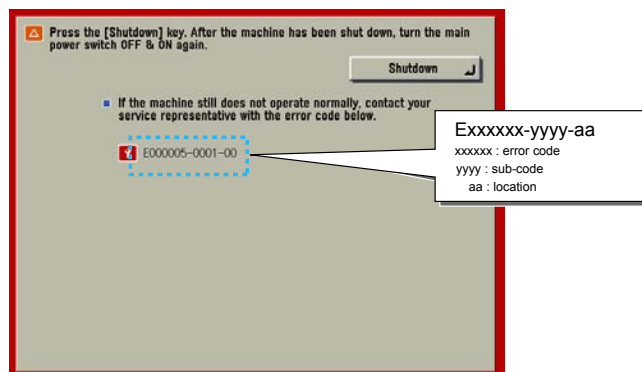 Press the [Shutdown] key. After the machine has been shut down, turn the main
power switch OFF & ON again.
Shutdown
If the machine still does not operate normally, contact your
service representative with the error code below.
E000005-0001-00
Exxxxxx-yyyy-aa
xxxxxx : error code
yyyy : sub-code
aa : location